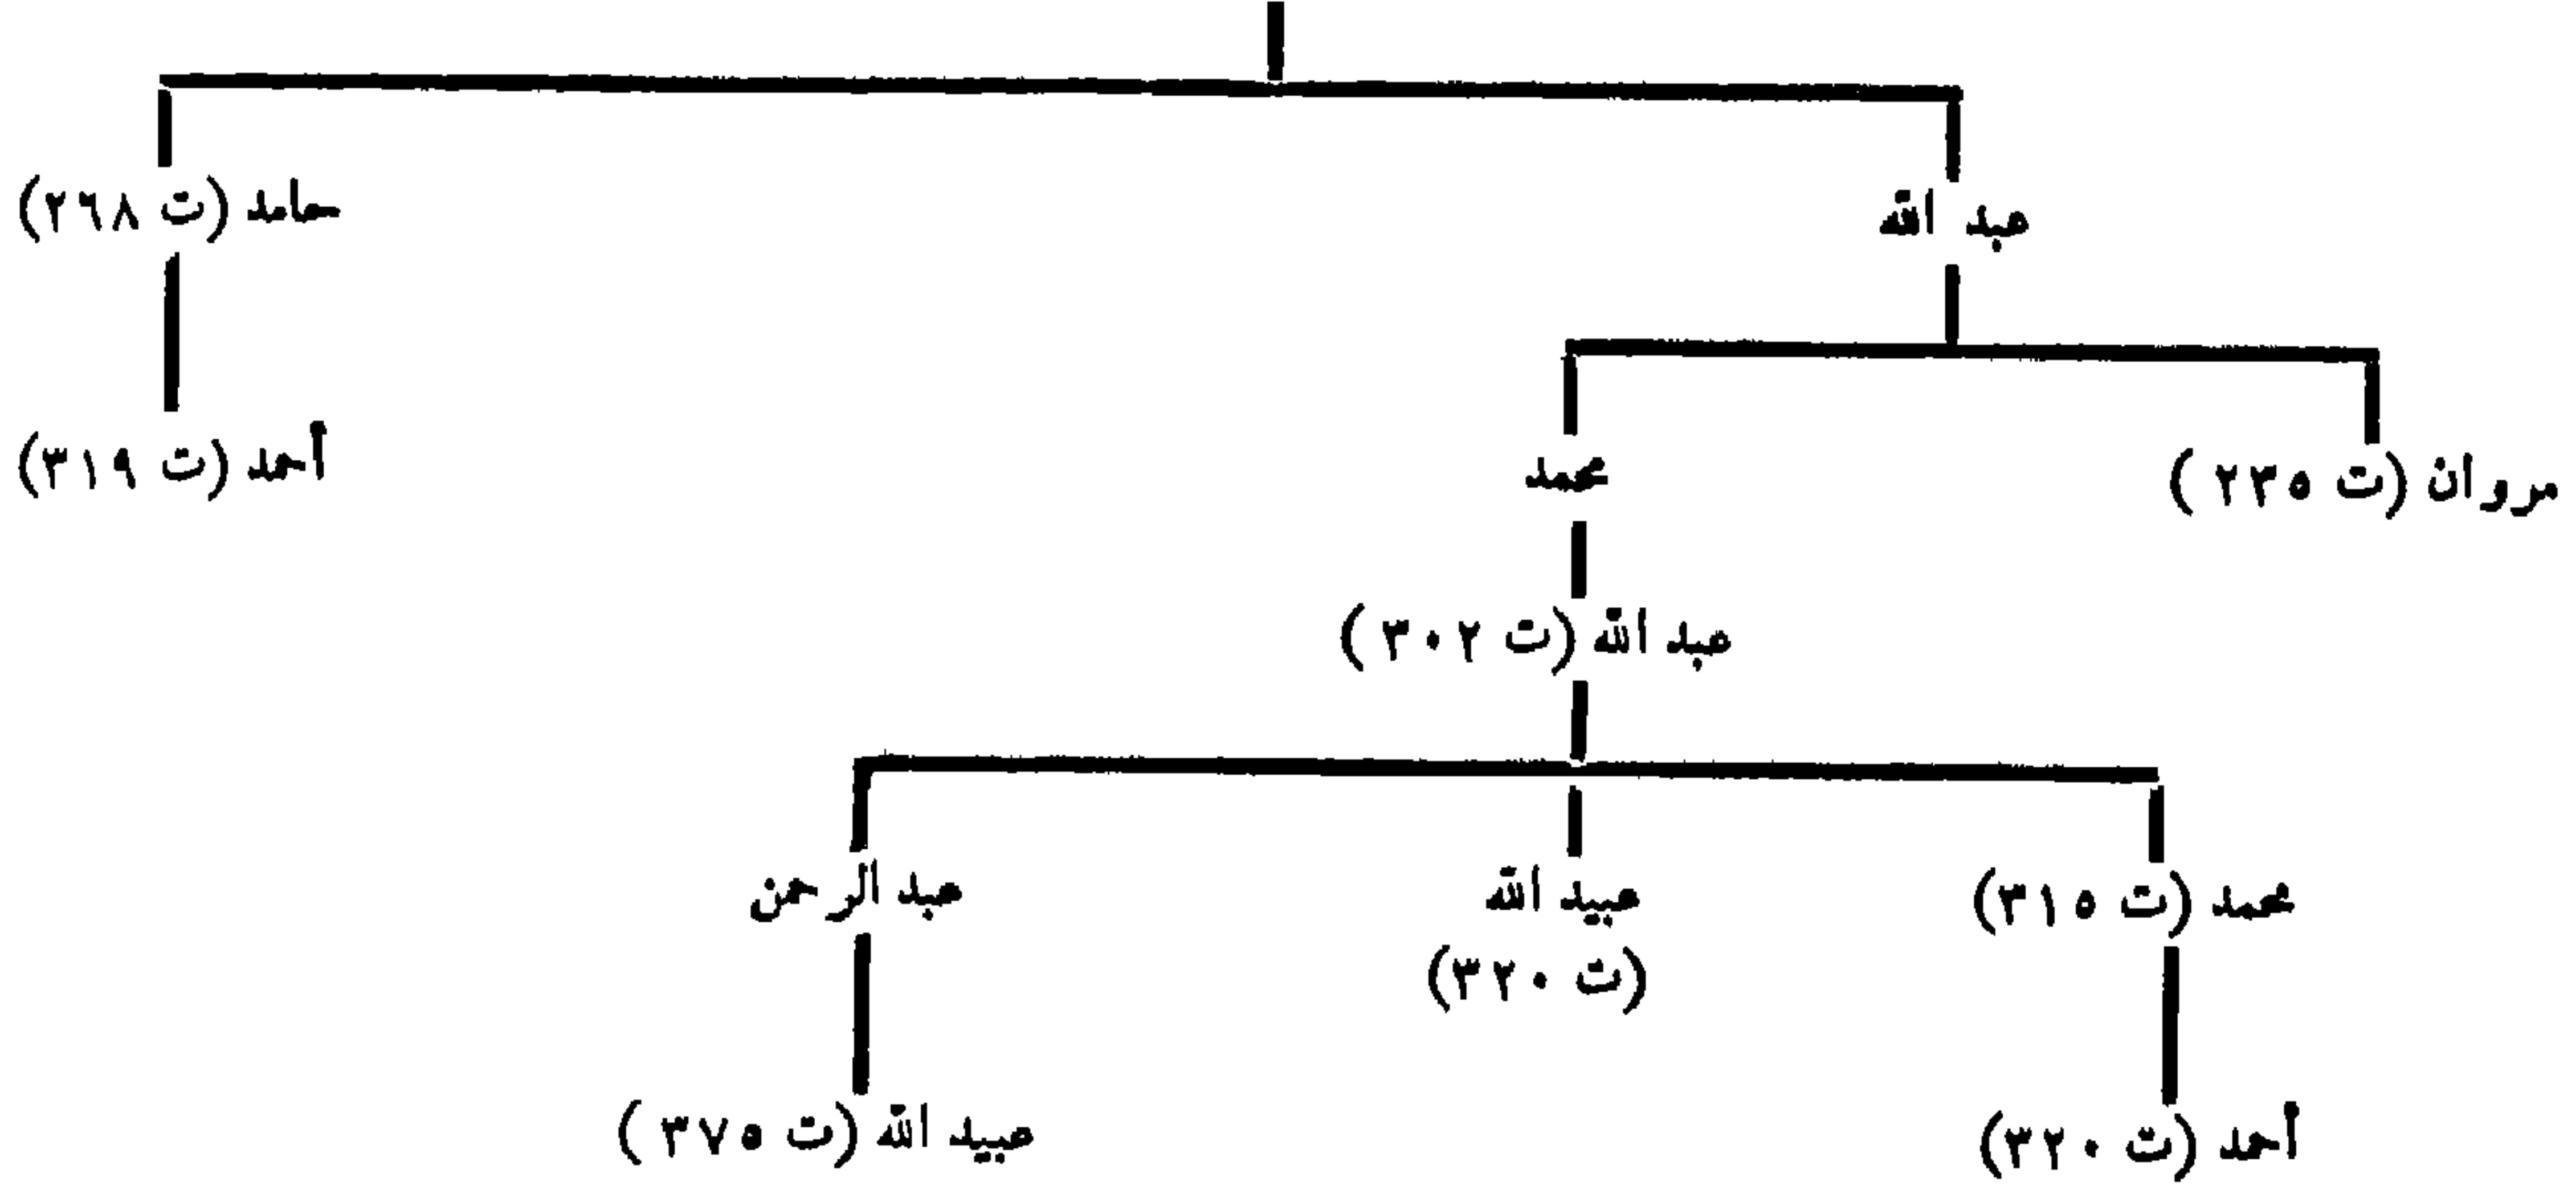 عبد الله
حامد (ت ٢٦٨)
مروان (ت ٢٣٥ )
محمد
أحمد (ت ٣١٩)
عبد الله (ت ٣٠٢ )
محمد (ت ٣١٥)
عبيد الله
(ت ٣٢٠)
عبد الرحمن
أحمد (ت ٣٢٠)
عبيد الله (ت ٣٧٥ )